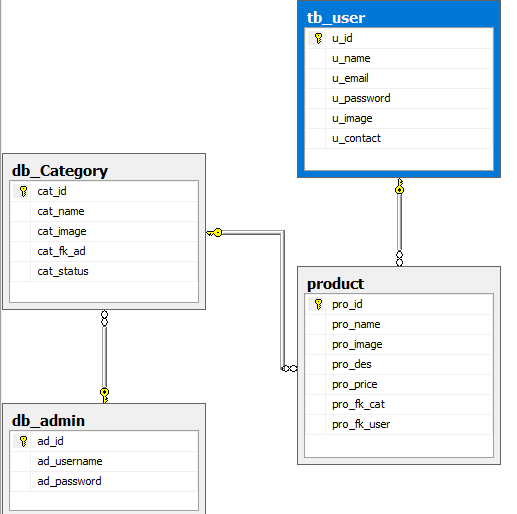 tb_user
u_id
u_name
u_email
u_password
u_image
u_contact
db_Category
cat_id
cat_name
cat_image
cat_fk_ad
cat_status
product
pro_id
pro_name
pro_image
pro_des
pro_price
pro_fk_cat
pro_fk_user
db_admin
ad_id
ad_username
ad_password